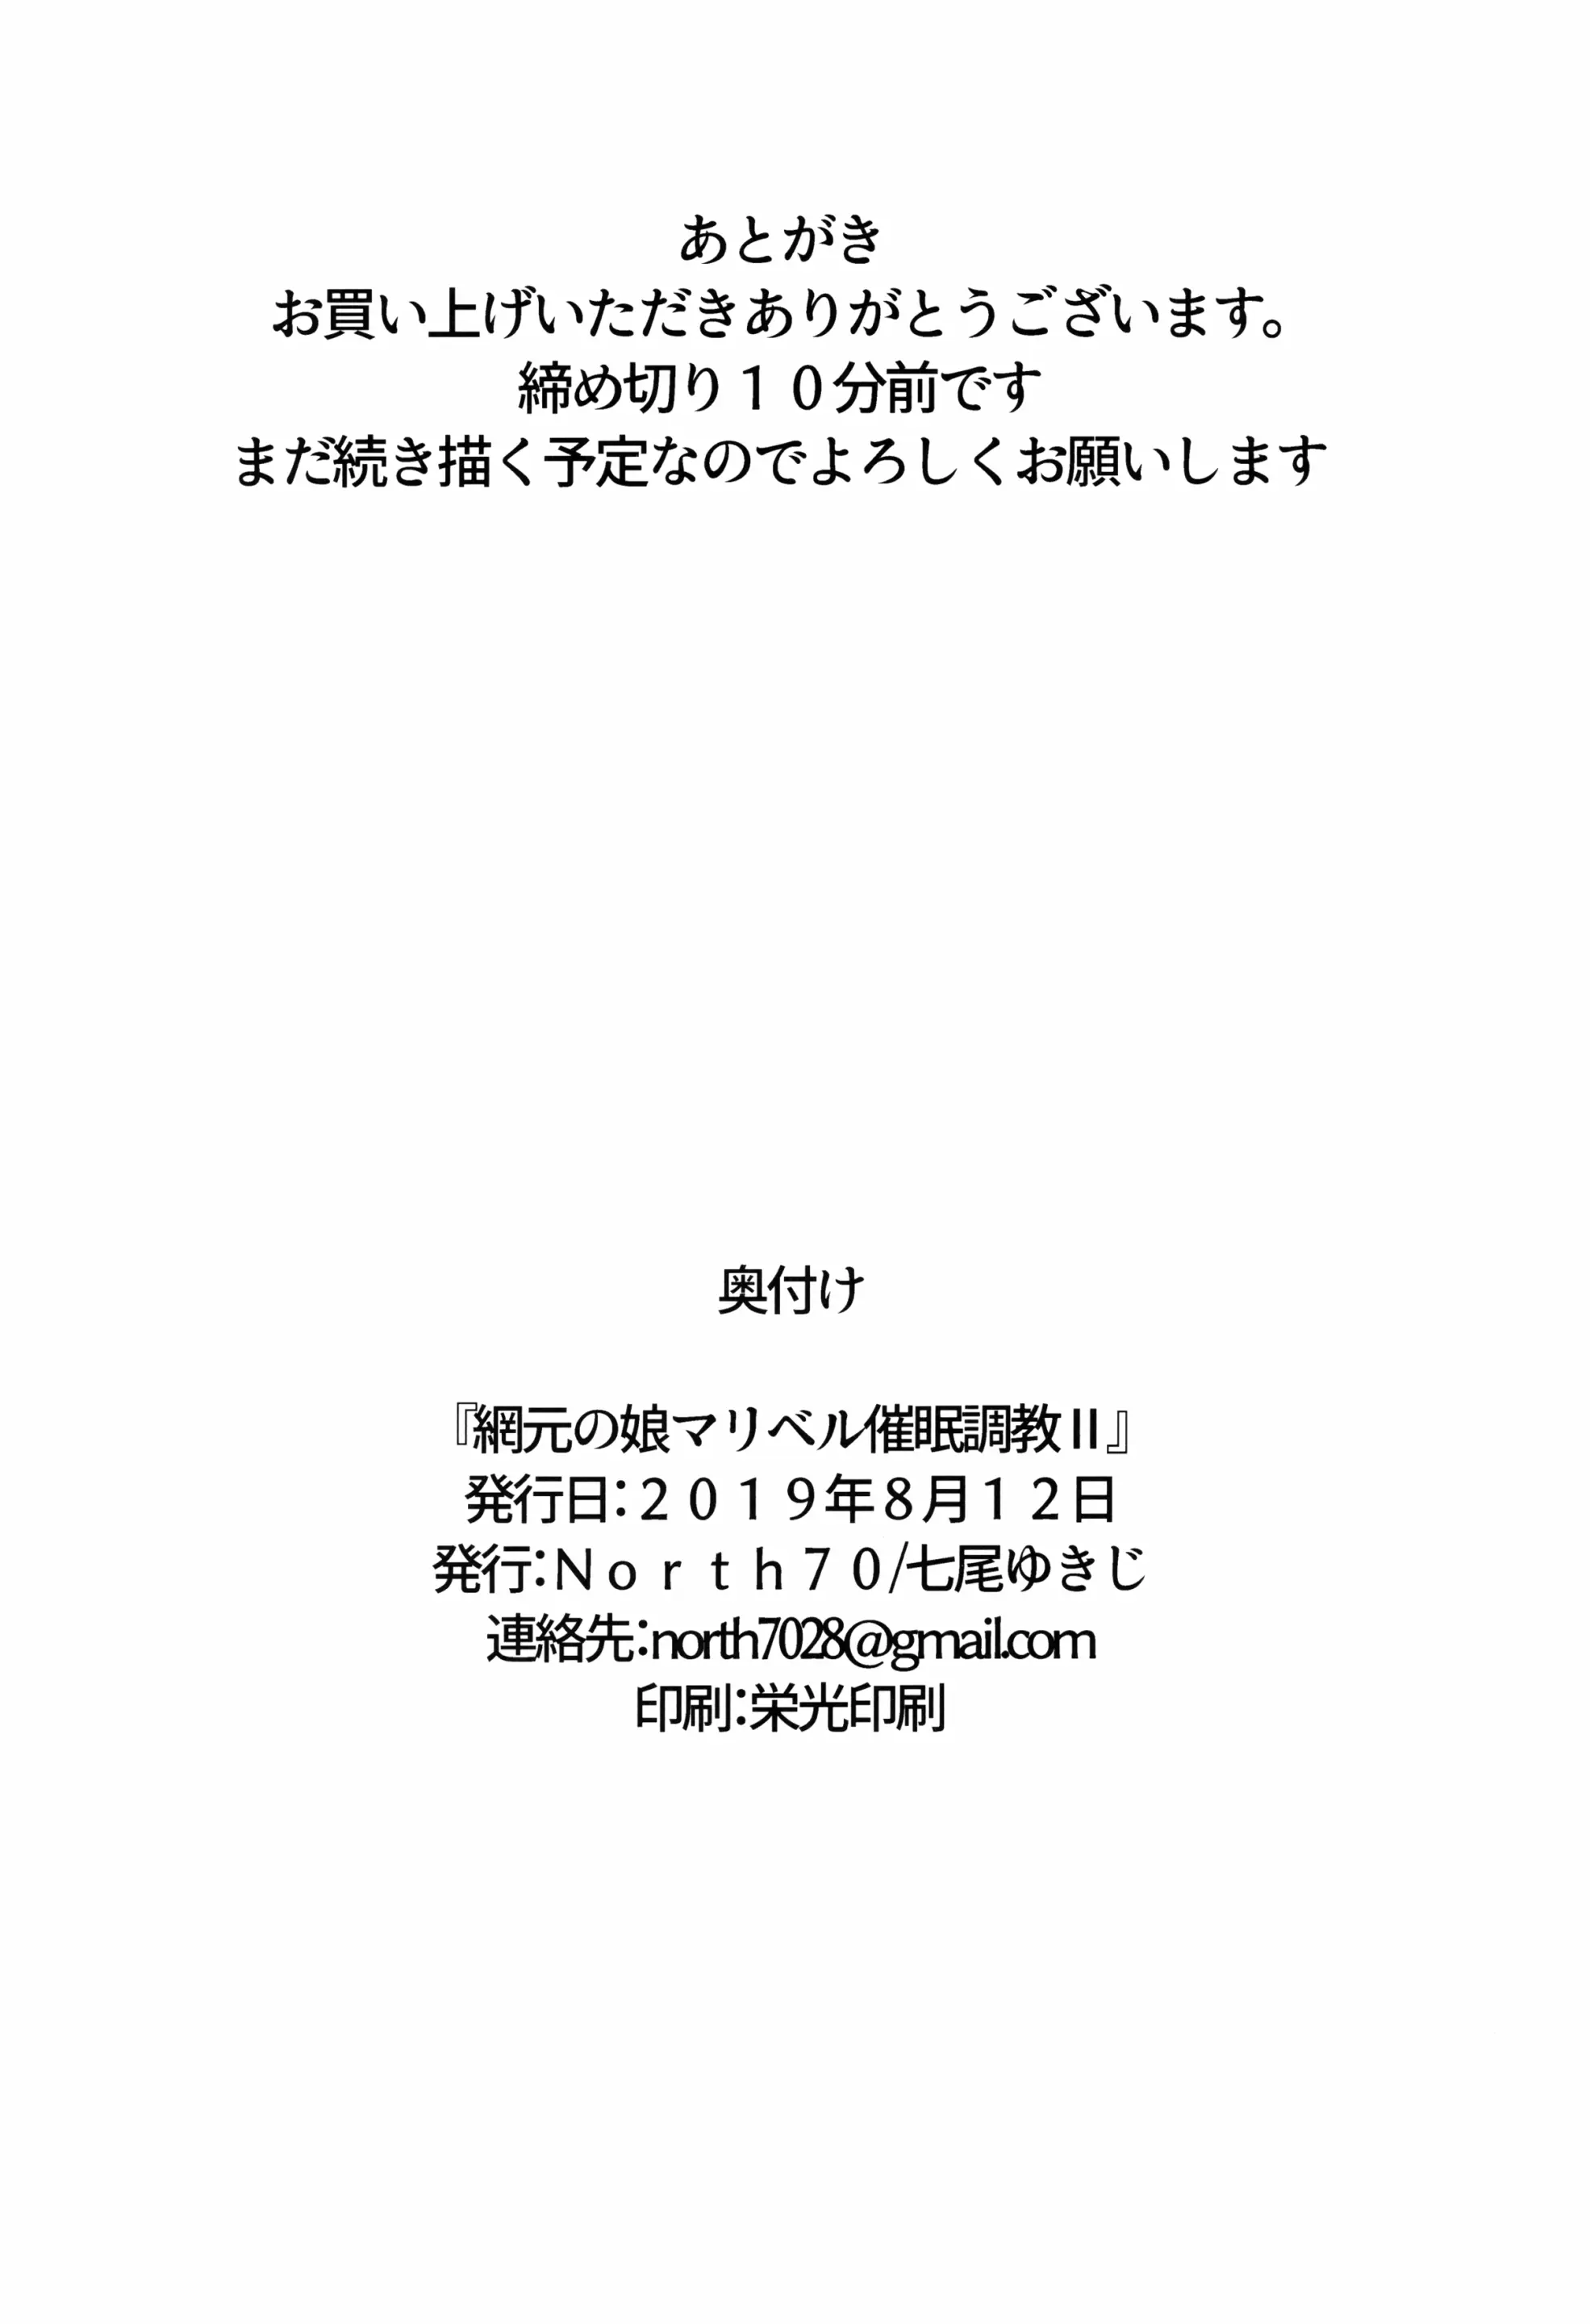 あとがき
お買い上げいただきありがとうございます。
締め切り１０分前です
まだ続き描く予定なのでよろしくお願いします
奥付け
『網元の娘マリベル催眠調教Ⅱ』
発行日：２０１９年８月１２日
発行：Ｎｏｒｔｈ７０/七尾ゆきじ
連絡先：north7028@gmail.com
印刷：栄光印刷